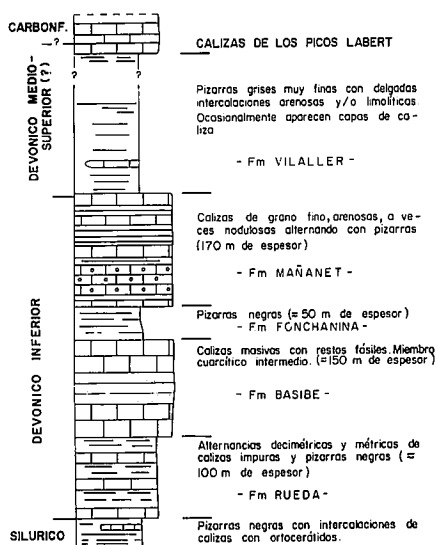 CARBONF.
- ? -
CALIZAS DE LOS PICOS LABERT
? ?
DEVONICO MEDIO-
SUPERIOR (?)
Pizarras grises muy finas con delgadas
intercalaciones arenosas y/o limolíticas.
Ocasionalmente aparecen capas de ca-
liza
- Fm VILALLER -
DEVONICO INFERIOR
Calizas de grano fino, arenosas, a ve-
ces nodulosas alternando con pizarras
(170 m de espesor)
- Fm MAÑANET -
Pizarras negras (= 50 m de espesor)
- Fm FONCHANINA -
Calizas masivas con restos fósiles. Miembro
cuarcítico intermedio. (=150 m de espesor)
- Fm BASIBE -
Alternancias decimétricas y métricas de
calizas impuras y pizarras negras ( =
100 m de espesor)
- Fm RUEDA -
SILURICO
Pizarras negras con intercalaciones de
calizas con ortocerátidos.